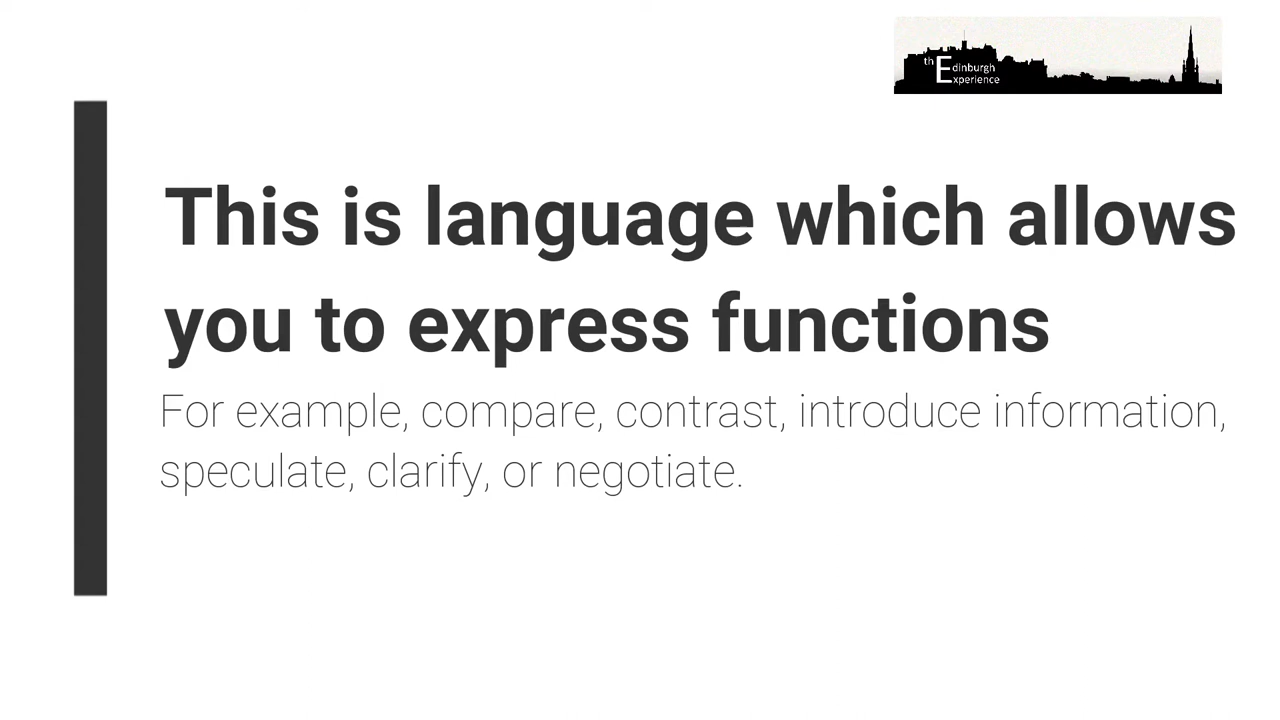 th Edinburgh
Experience
This is language which allows
you to express functions
For example, compare, contrast, introduce information,
speculate, clarify, or negotiate.